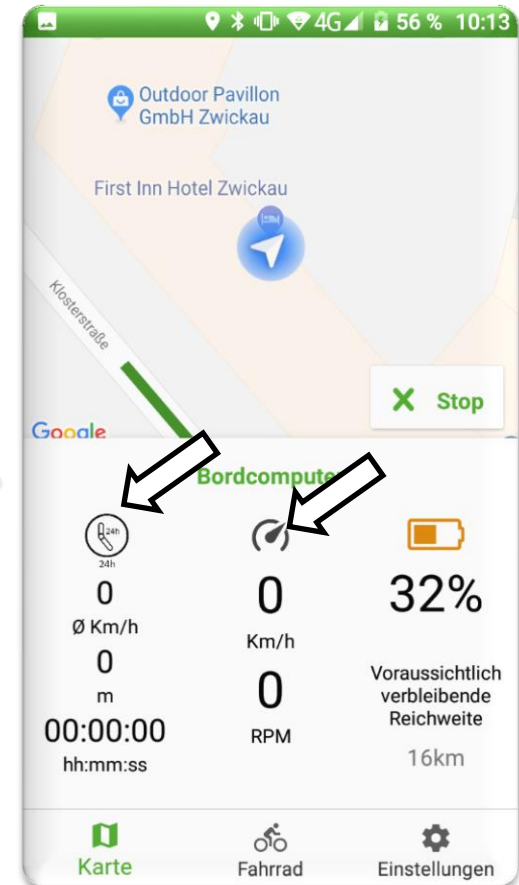 4G 56 % 10:13
Outdoor Pavillon
GmbH Zwickau
First Inn Hotel Zwickau
Klosterstraße
Stop
Google
Bordcomputer
24h
24h
0
Ø Km/h
0
m
00:00:00
hh:mm:ss
0
Km/h
0
RPM
32%
Voraussichtlich
verbleibende
Reichweite
16km
Karte
Fahrrad
Einstellungen